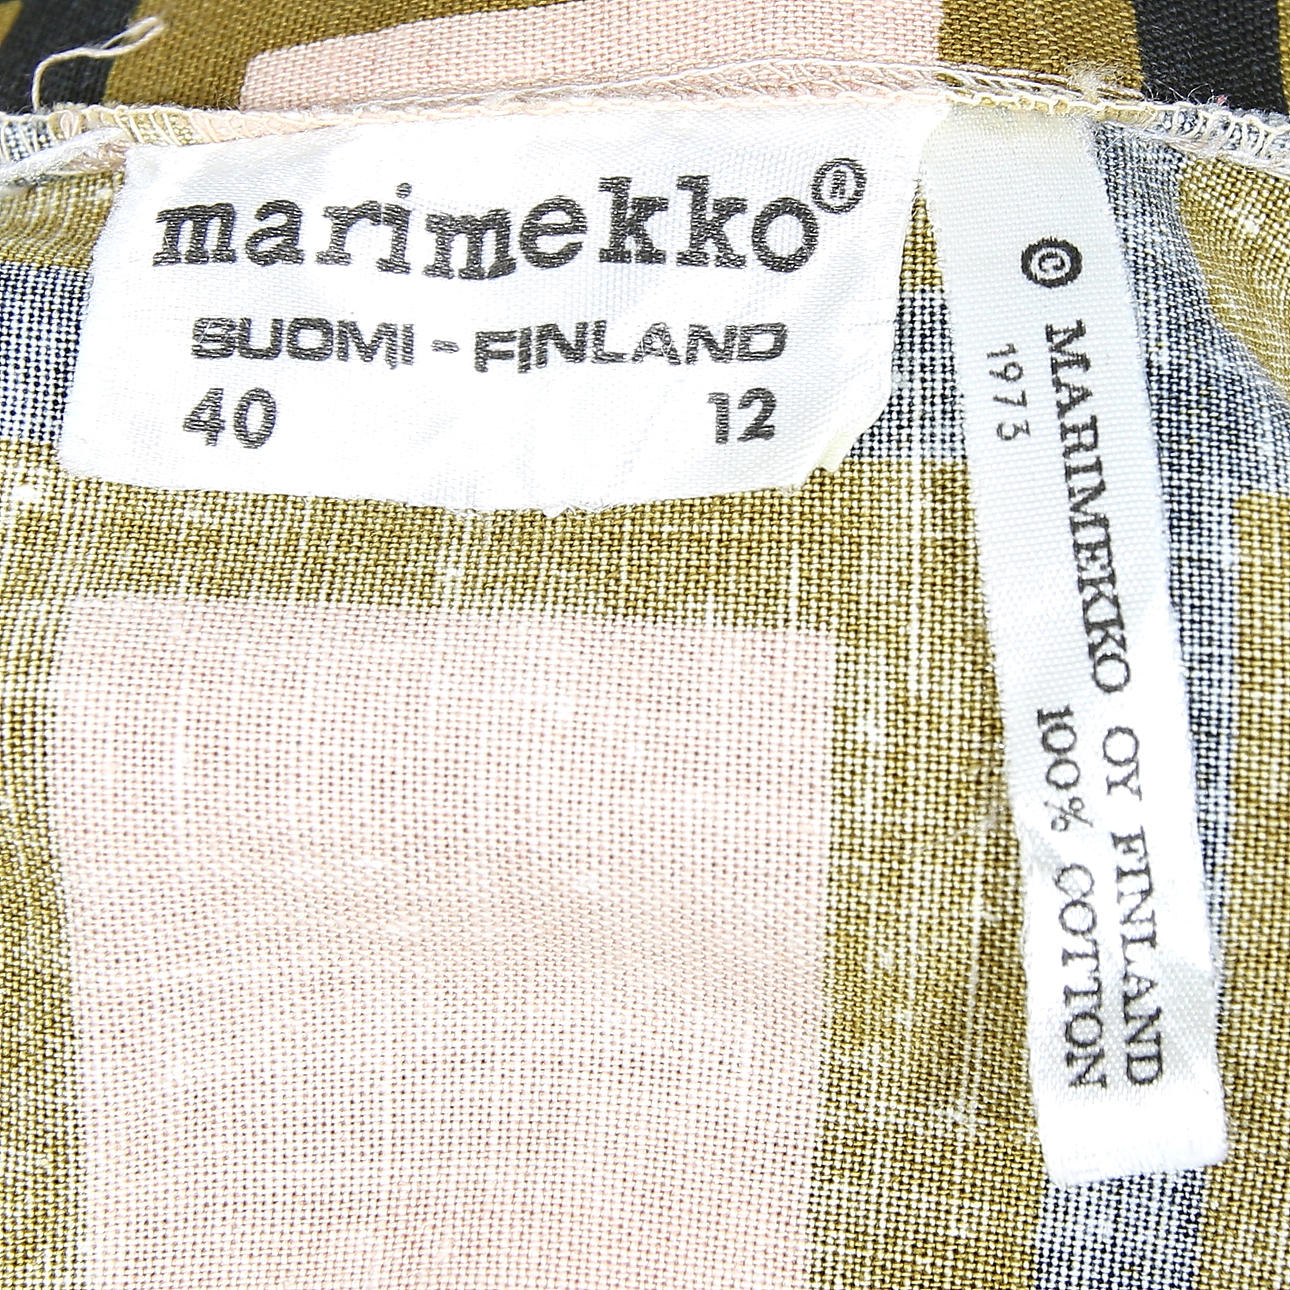 marimekko®
SUOMI - FINLAND
40 12
© MARIMEKKO OY FINLAND
1973 100% COTTON